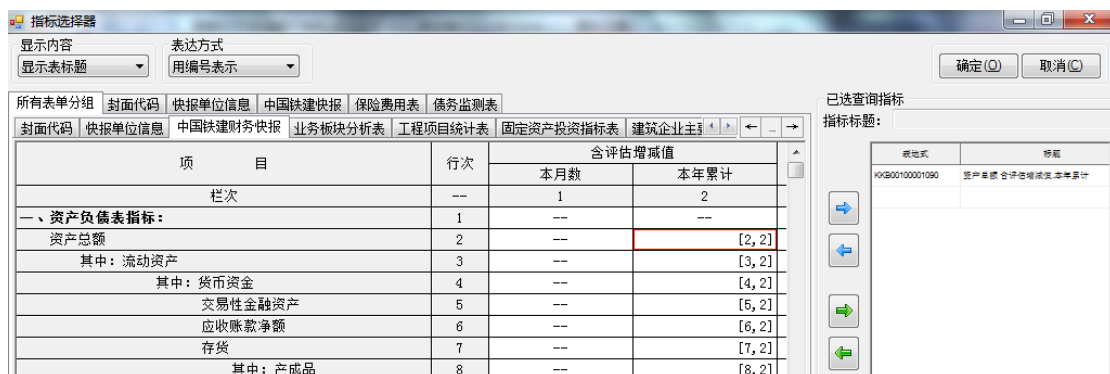 指标选择器
显示内容 表达方式
显示表标题 用编号表示 确定(O) 取消(C)
所有表单分组 封面代码 快报单位信息 中国铁建快报 保险费用表 债务监测表 已选查询指标
封面代码 快报单位信息 中国铁建财务快报 业务板块分析表 工程项目统计表 固定资产投资指标表 建筑企业主 指标标题:
项 目 行次 含评估增减值 表达式 标题
本月数 本年累计 KKB00100001090 资产总额.含评估增减值.本年累计
栏次 -- 1 2
一、资产负债表指标: 1 -- --
资产总额 2 -- [2, 2]
其中: 流动资产 3 -- [3, 2]
其中: 货币资金 4 -- [4, 2]
交易性金融资产 5 -- [5, 2]
应收账款净额 6 -- [6, 2]
存货 7 -- [7, 2]
其中: 产成品 8 -- [8, 2]